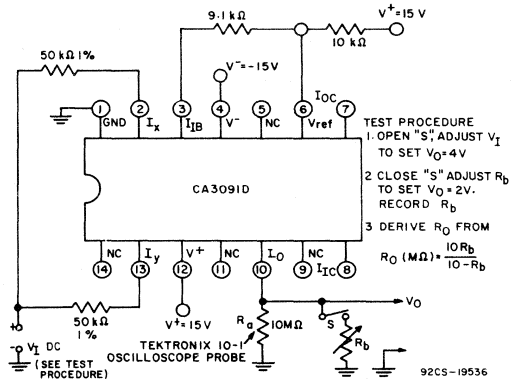 9.1 kΩ
V+=15 V
50 kΩ 1%
10 kΩ
V-=-15V
IOC
1
2
3
4
5
6
7
GND
Ix
IIB
V-
NC
Vref
TEST PROCEDURE
1. OPEN "S", ADJUST VI
TO SET VO=4V
2 CLOSE "S" ADJUST Rb
TO SET VO=2V.
RECORD Rb
3 DERIVE RO FROM
RO (MΩ)= 10Rb
10-Rb
CA3091D
NC
Iy
V+
NC
IO
NC
IIC
14
13
12
11
10
9
8
50 kΩ
1%
V+=15V
Ra
10MΩ
S
Rb
VO
+
-
VI DC
(SEE TEST
PROCEDURE)
TEKTRONIX 10-1
OSCILLOSCOPE PROBE
92CS-19536